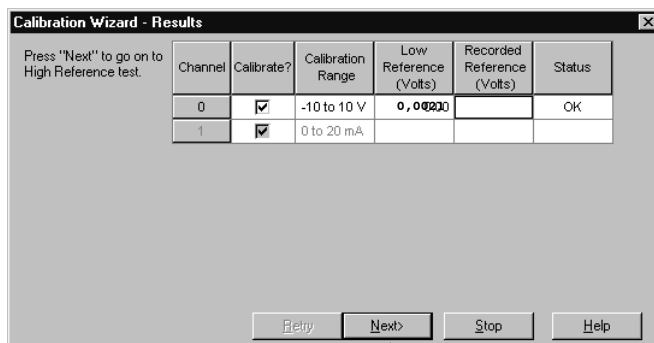 Calibration Wizard - Results
Press "Next" to go on to
High Reference test.
Channel Calibrate? Calibration Range Low Reference (Volts) Recorded Reference (Volts) Status
0 -10 to 10 V OK
1 0 to 20 mA
Retry Next> Stop Help